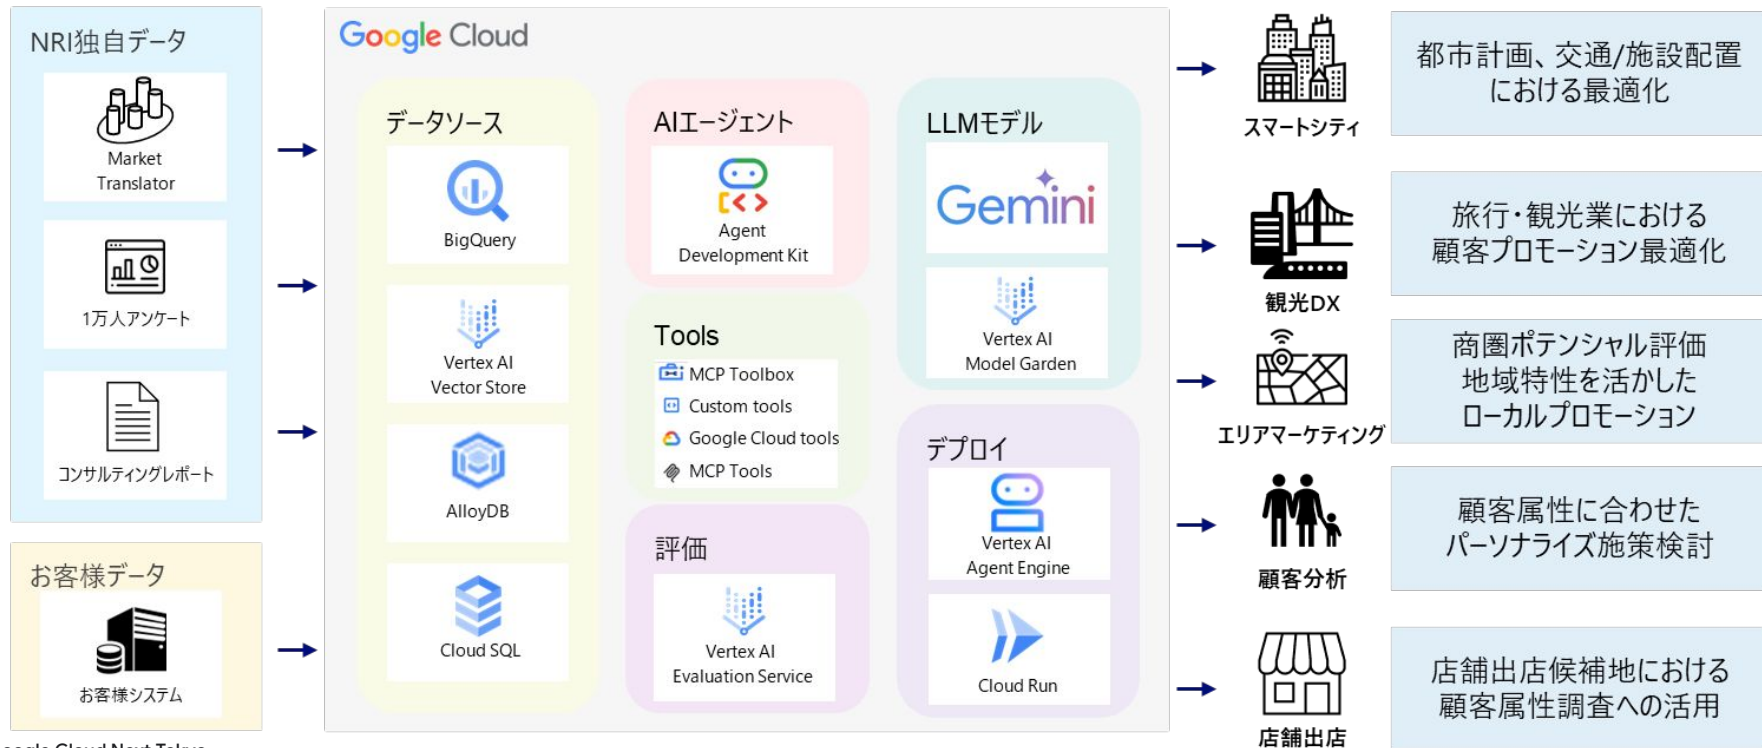 NRI独自データ
Market
Translator
1万人アンケート
コンサルティングレポート
お客様データ
お客様システム
Google Cloud
データソース
BigQuery
Vertex AI
Vector Store
AlloyDB
Cloud SQL
AIエージェント
Agent
Development Kit
Tools
MCP Toolbox
Custom tools
Google Cloud tools
MCP Tools
評価
Vertex AI
Evaluation Service
LLMモデル
Gemini
Vertex AI
Model Garden
デプロイ
Vertex AI
Agent Engine
Cloud Run
スマートシティ
都市計画、交通/施設配置
における最適化
観光DX
旅行・観光業における
顧客プロモーション最適化
エリアマーケティング
商圏ポテンシャル評価
地域特性を活かした
ローカルプロモーション
顧客分析
顧客属性に合わせた
パーソナライズ施策検討
店舗出店
店舗出店候補地における
顧客属性調査への活用